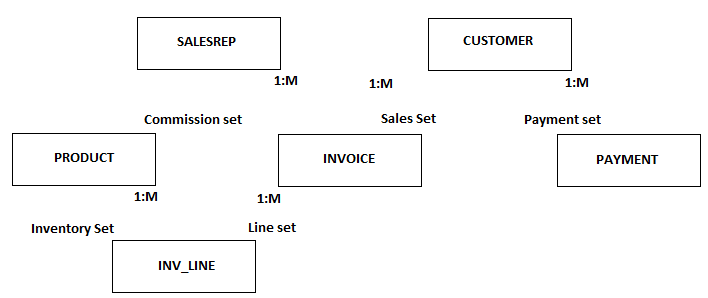 SALESREP
CUSTOMER
1:M
1:M
1:M
Commission set
Sales Set
Payment set
PRODUCT
INVOICE
PAYMENT
1:M
1:M
Inventory Set
Line set
INV_LINE